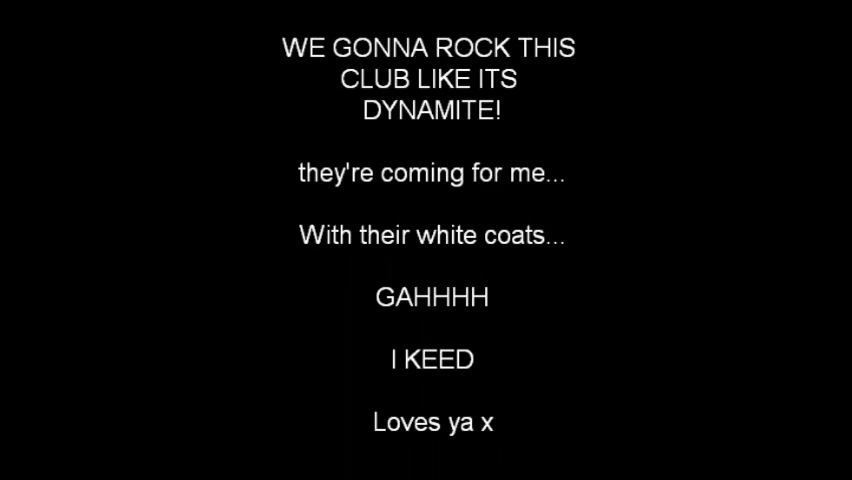 WE GONNA ROCK THIS
CLUB LIKE ITS
DYNAMITE!
they're coming for me...
With their white coats...
GAHHHH
I KEED
Loves ya x